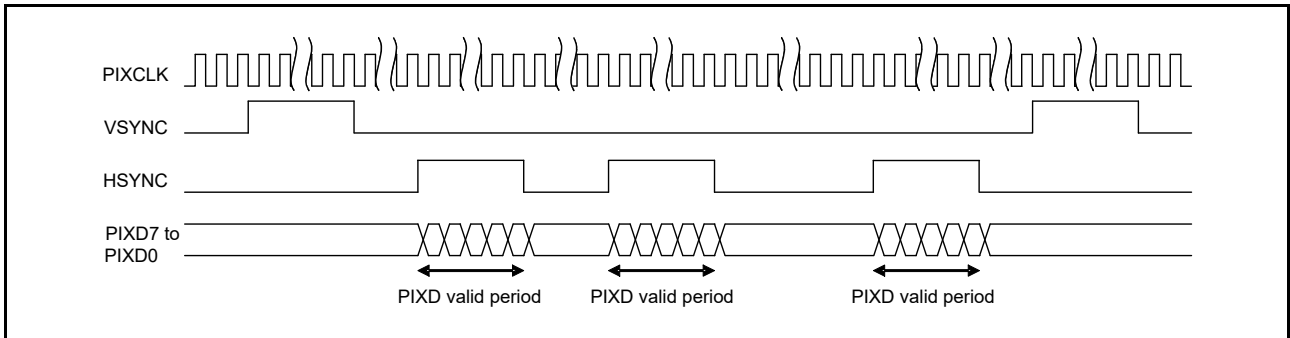 PIXCLK
VSYNC
HSYNC
PIXD7 to
PIXD0
PIXD valid period PIXD valid period PIXD valid period